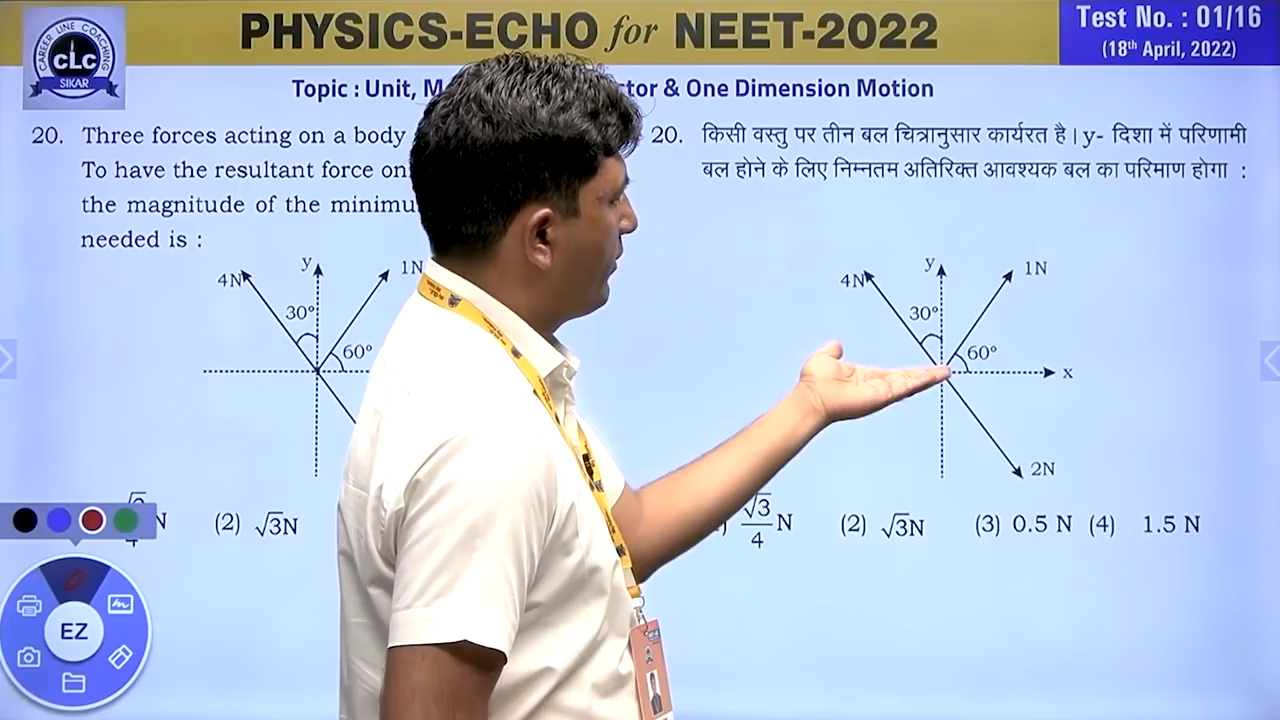 CAREER LINE COACHING
CLC
SIKAR
PHYSICS-ECHO for NEET-2022
Test No. : 01/16
(18th April, 2022)
Topic : Unit, & One Dimension Motion
20. Three forces acting on a body
To have the resultant force
the magnitude of the
needed is :
4N
y
1N
30°
60°
(2) √3N
20. किसी वस्तु पर तीन बल चित्रानुसार कार्यरत है। y- दिशा में परिणामी
बल होने के लिए निम्नतम अतिरिक्त आवश्यक बल का परिमाण होगा :
4N
y
1N
30°
60°
x
2N
√3/4 N (2) √3N (3) 0.5 N (4) 1.5 N
EZ